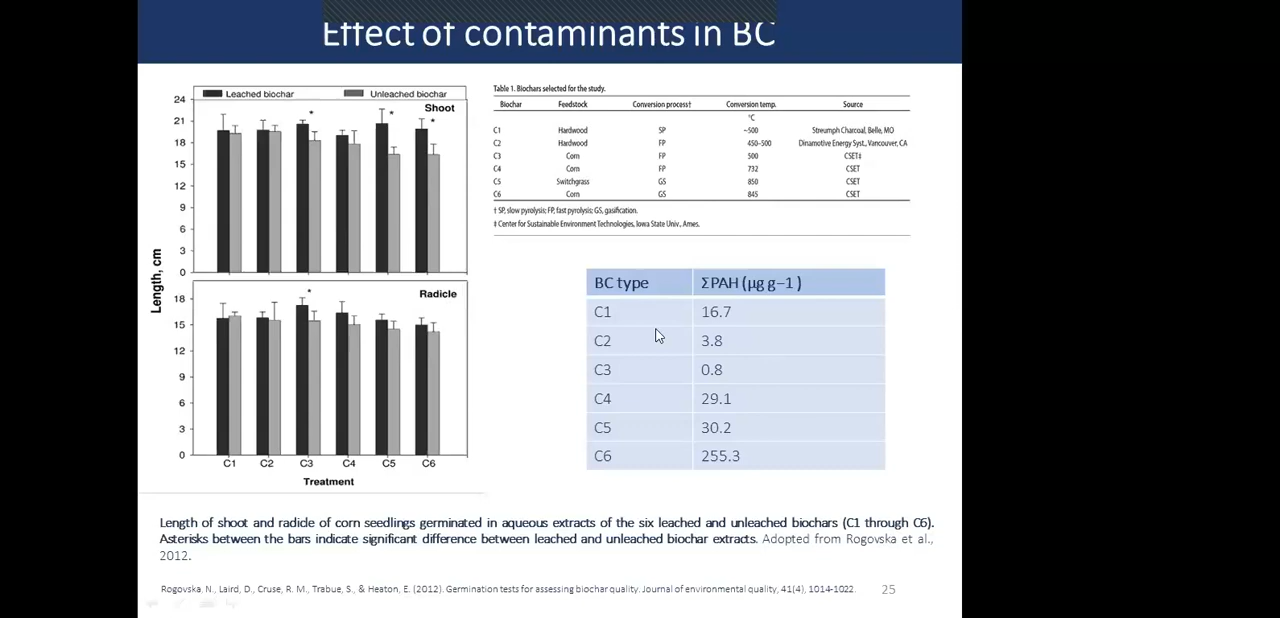 Effect of contaminants in BC
Leached biochar Unleached biochar
Shoot
24
21
18
15
12
9
6
3
0
* * *
Length, cm
Radicle
18
15
12
9
6
3
0
*
C1 C2 C3 C4 C5 C6
Treatment
Table 1. Biochars selected for the study.
Biochar Feedstock Conversion process† Conversion temp. Source
°C
C1 Hardwood SP ~500 Streumph Charcoal, Belle, MO
C2 Hardwood FP 450–500 Dinamotive Energy Syst., Vancouver, CA
C3 Corn FP 500 CSET‡
C4 Corn FP 732 CSET
C5 Switchgrass GS 850 CSET
C6 Corn GS 845 CSET
† SP, slow pyrolysis; FP, fast pyrolysis; GS, gasification.
‡ Center for Sustainable Environment Technologies, Iowa State Univ., Ames.
BC type ΣPAH (µg g−1 )
C1 16.7
C2 3.8
C3 0.8
C4 29.1
C5 30.2
C6 255.3
Length of shoot and radicle of corn seedlings germinated in aqueous extracts of the six leached and unleached biochars (C1 through C6).
Asterisks between the bars indicate significant difference between leached and unleached biochar extracts. Adopted from Rogovska et al.,
2012.
Rogovska, N., Laird, D., Cruse, R. M., Trabue, S., & Heaton, E. (2012). Germination tests for assessing biochar quality. Journal of environmental quality, 41(4), 1014-1022.
25